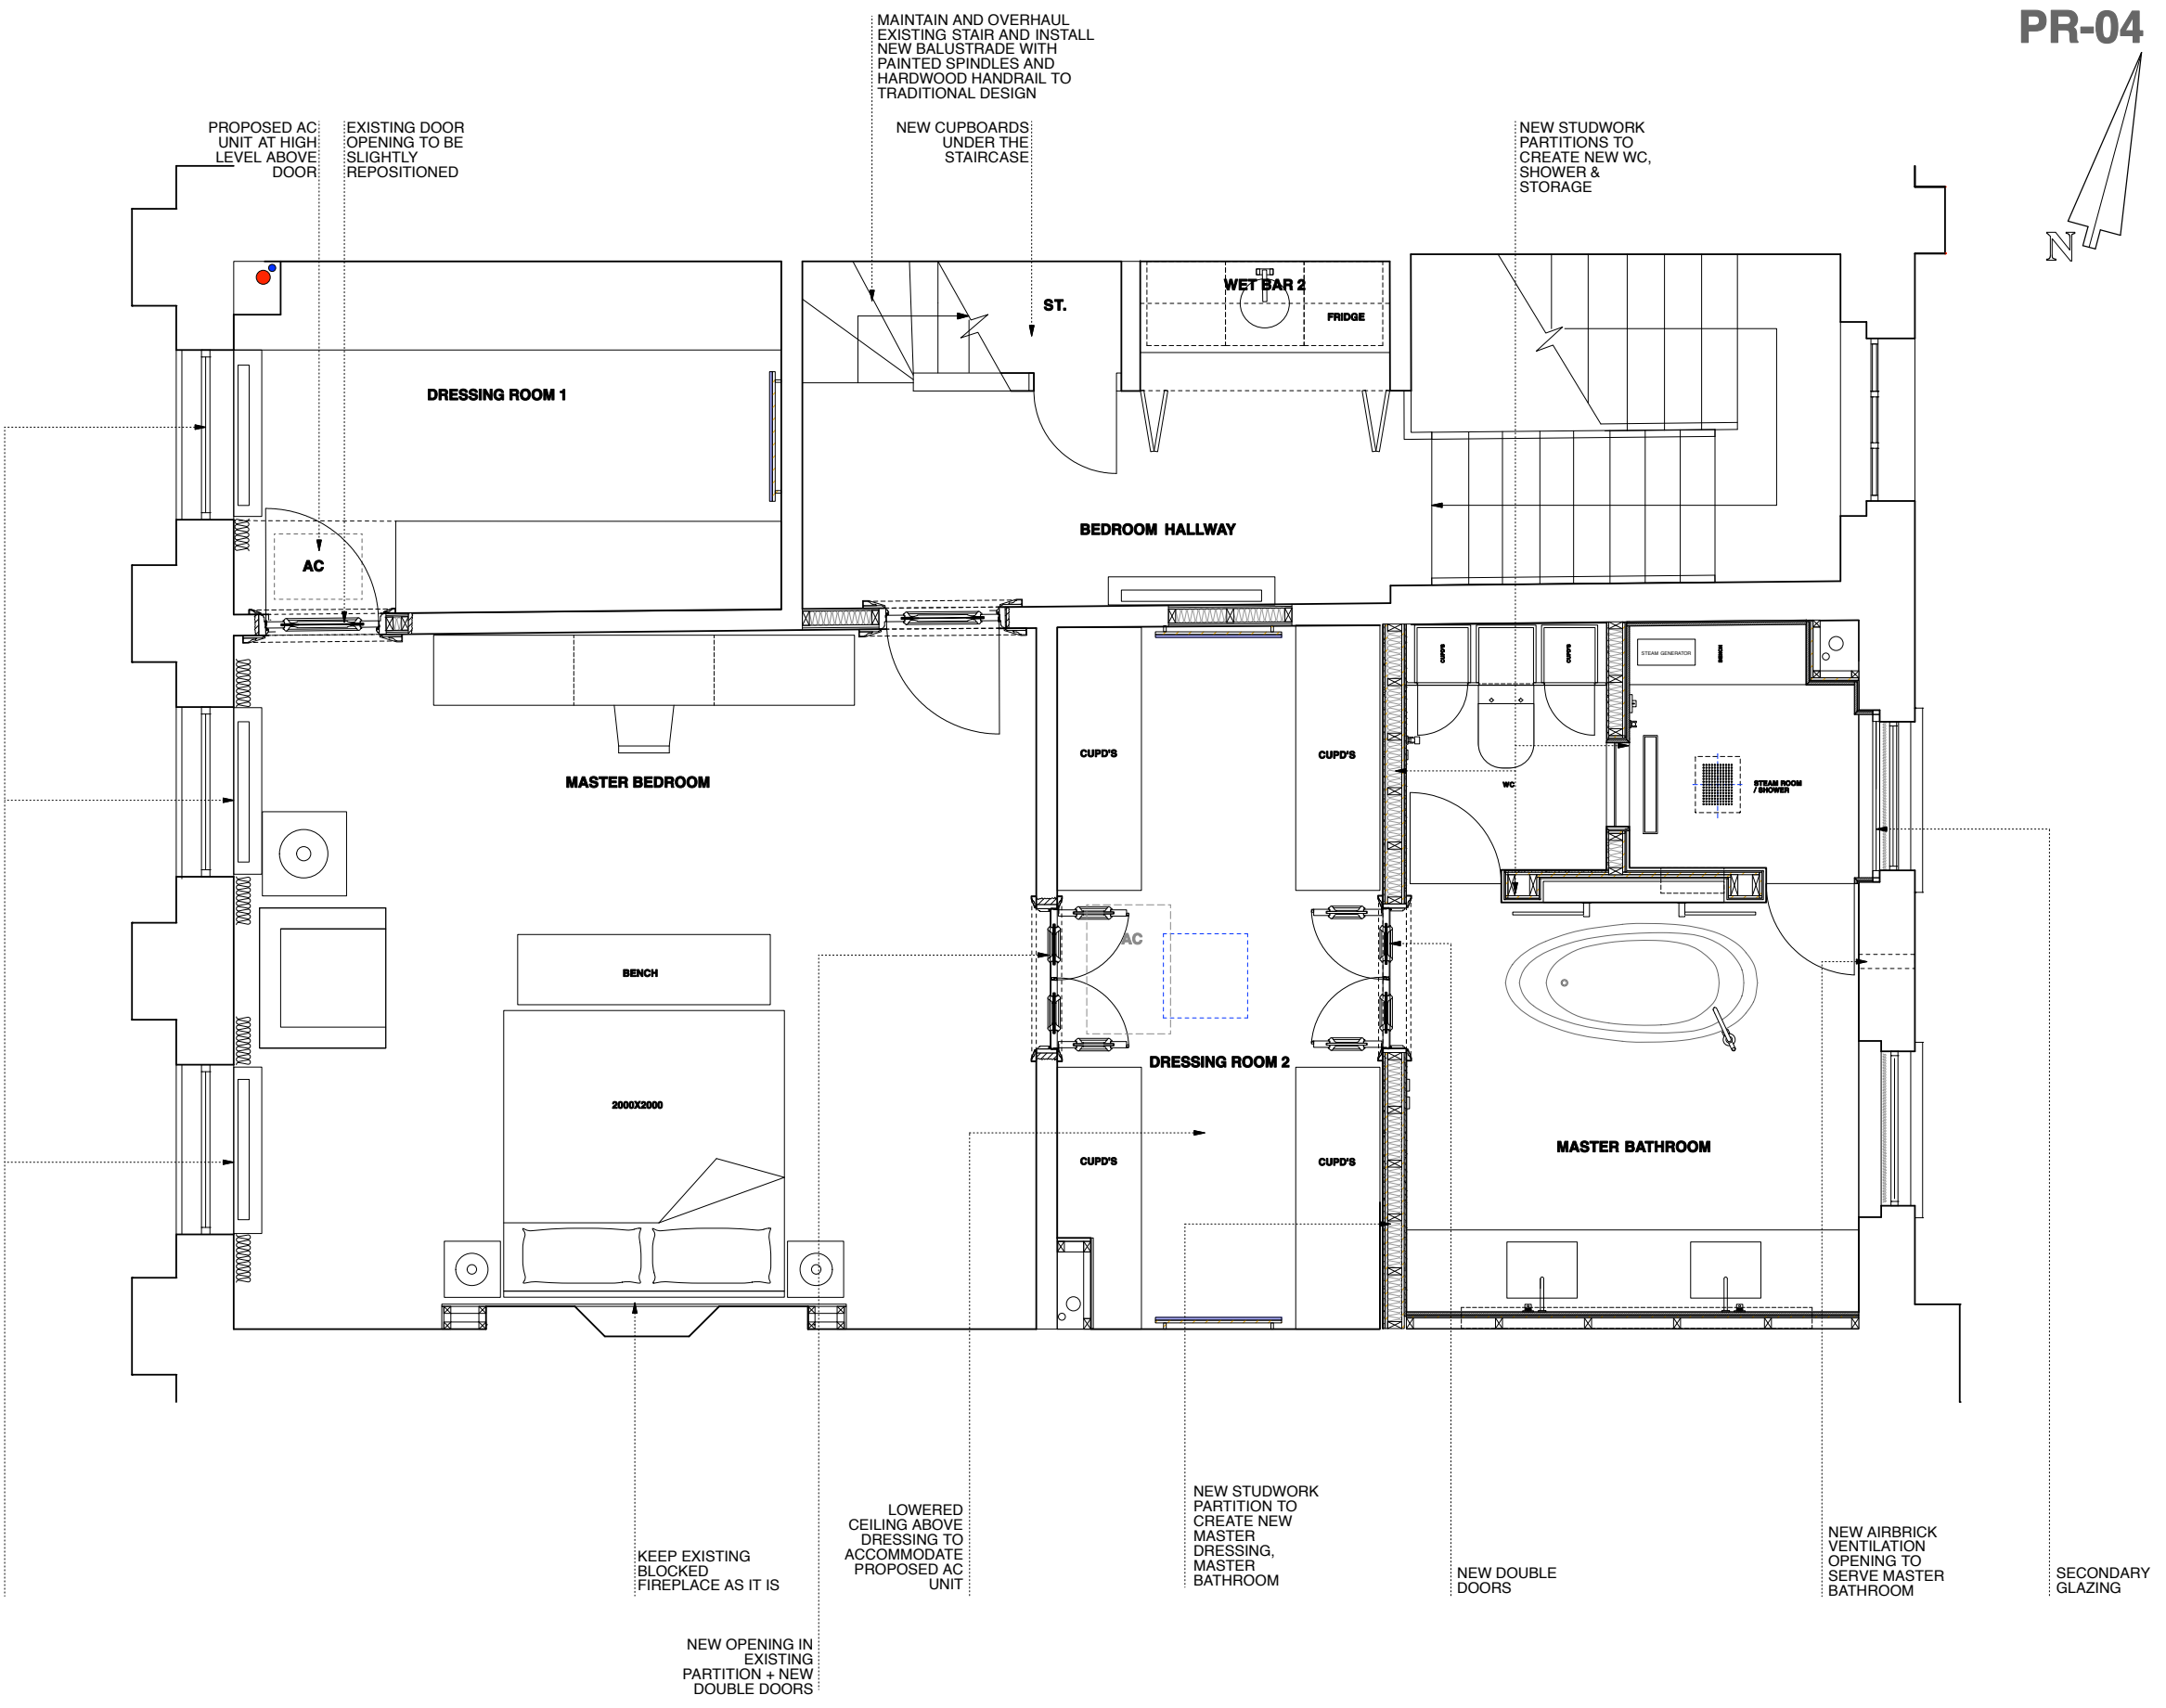 PR-04
MAINTAIN AND OVERHAUL
EXISTING STAIR AND INSTALL
NEW BALUSTRADE WITH
PAINTED SPINDLES AND
HARDWOOD HANDRAIL TO
TRADITIONAL DESIGN
PROPOSED AC
UNIT AT HIGH
LEVEL ABOVE
DOOR
EXISTING DOOR
OPENING TO BE
SLIGHTLY
REPOSITIONED
NEW CUPBOARDS
UNDER THE
STAIRCASE
NEW STUDWORK
PARTITIONS TO
CREATE NEW WC,
SHOWER &
STORAGE
N
ST.
WET BAR 2
FRIDGE
DRESSING ROOM 1
BEDROOM HALLWAY
AC
CUPD'S
CUPD'S
STEAM GENERATOR
BENCH
MASTER BEDROOM
CUPD'S
CUPD'S
WC
STEAM ROOM
/ SHOWER
AC
BENCH
DRESSING ROOM 2
2000X2000
MASTER BATHROOM
CUPD'S
CUPD'S
KEEP EXISTING
BLOCKED
FIREPLACE AS IT IS
LOWERED
CEILING ABOVE
DRESSING TO
ACCOMMODATE
PROPOSED AC
UNIT
NEW STUDWORK
PARTITION TO
CREATE NEW
MASTER
DRESSING,
MASTER
BATHROOM
NEW DOUBLE
DOORS
NEW AIRBRICK
VENTILATION
OPENING TO
SERVE MASTER
BATHROOM
SECONDARY
GLAZING
NEW OPENING IN
EXISTING
PARTITION + NEW
DOUBLE DOORS